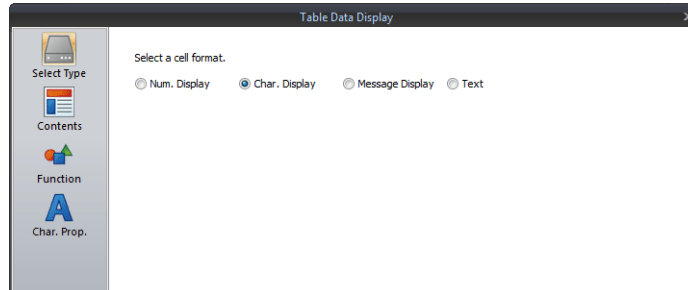 Table Data Display
Select Type
Contents
Function
Char. Prop.
Select a cell format.
Num. Display Char. Display Message Display Text